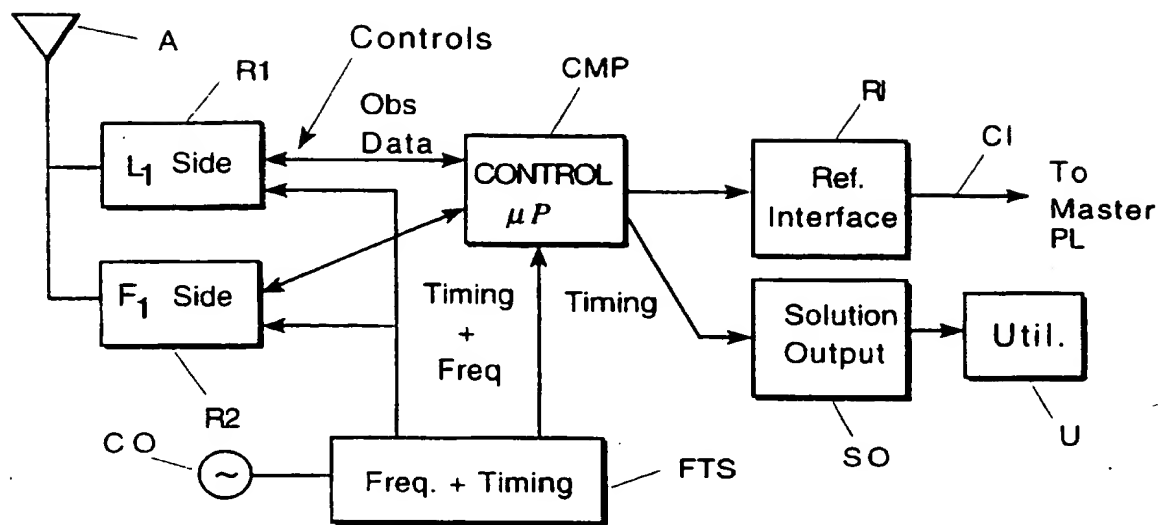 A
Controls
R1
CMP
RI
Obs
Data
CI
L1 Side
CONTROL
μP
Ref.
Interface
To
Master
PL
F1 Side
Timing
+
Freq
Timing
Solution
Output
Util.
R2
CO
~
Freq. + Timing
FTS
SO
U